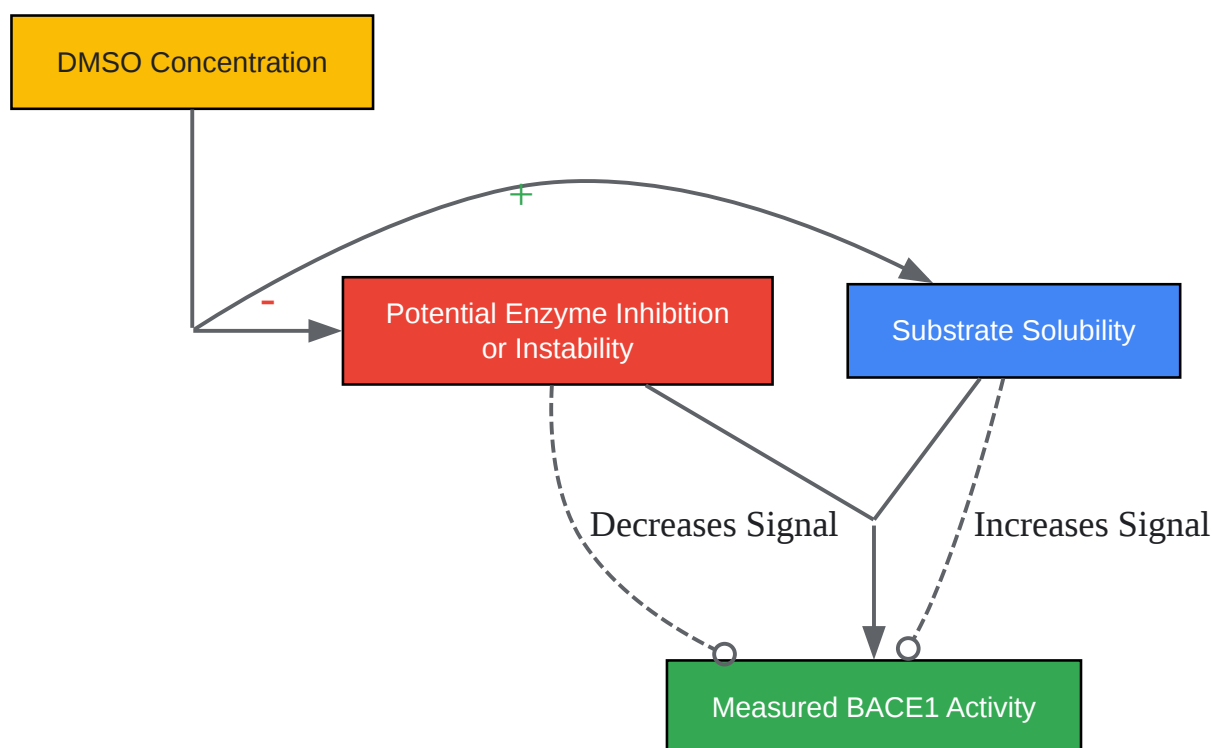 DMSO Concentration
+
-
Potential Enzyme Inhibition
or Instability
Substrate Solubility
Decreases Signal
Increases Signal
Measured BACE1 Activity